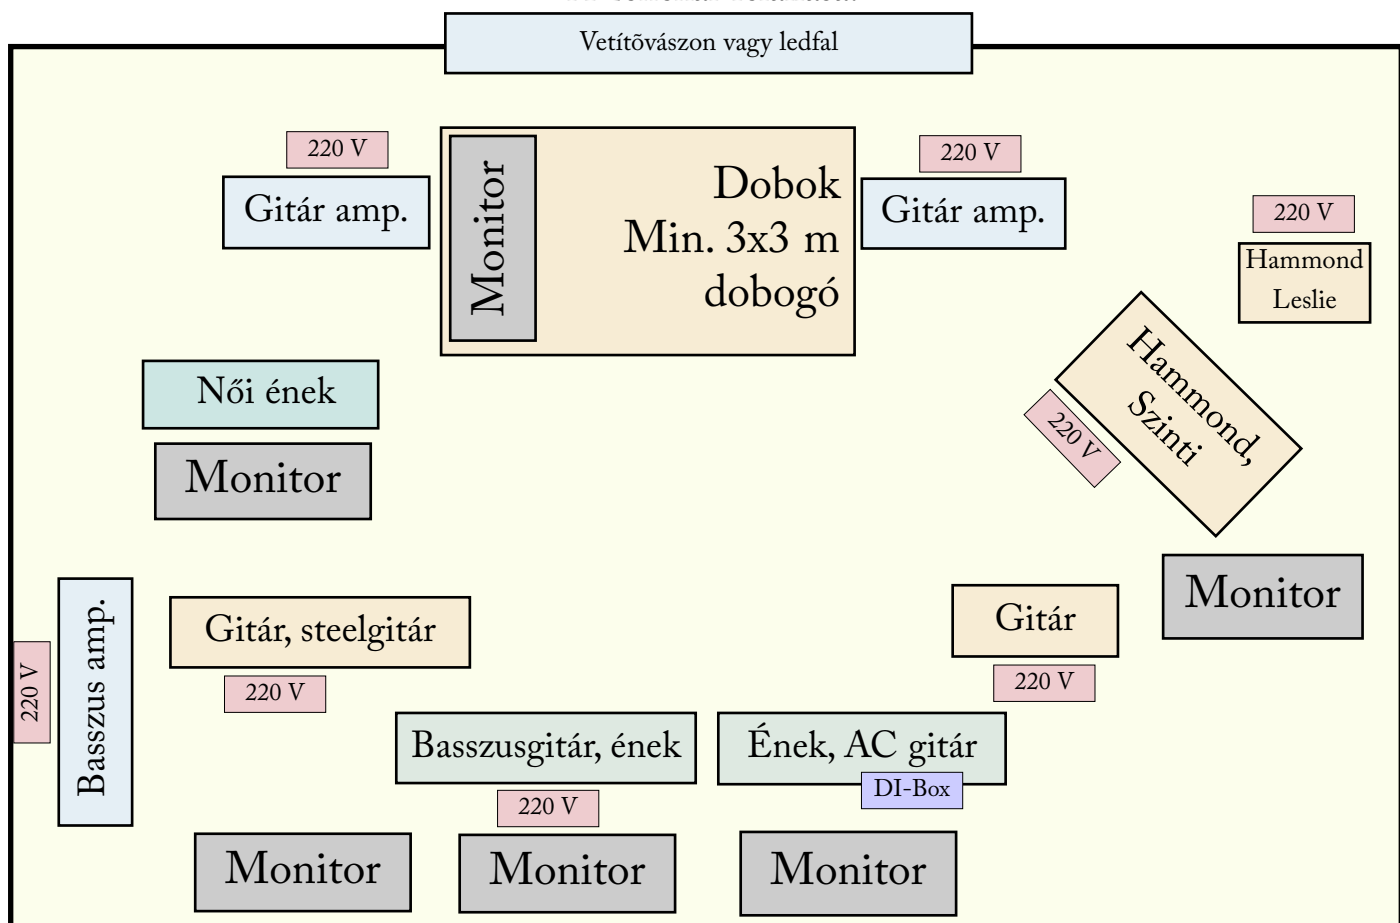 Vetítõvászon vagy ledfal
220 V
220 V
Gitár amp.
Monitor
Dobok
Min. 3x3 m
dobogó
Gitár amp.
220 V
Hammond
Leslie
Hammond,
Szinti
220 V
Női ének
Monitor
Monitor
Basszus amp.
220 V
Gitár, steelgitár
220 V
Gitár
220 V
Basszusgitár, ének
220 V
Ének, AC gitár
DI-Box
Monitor
Monitor
Monitor